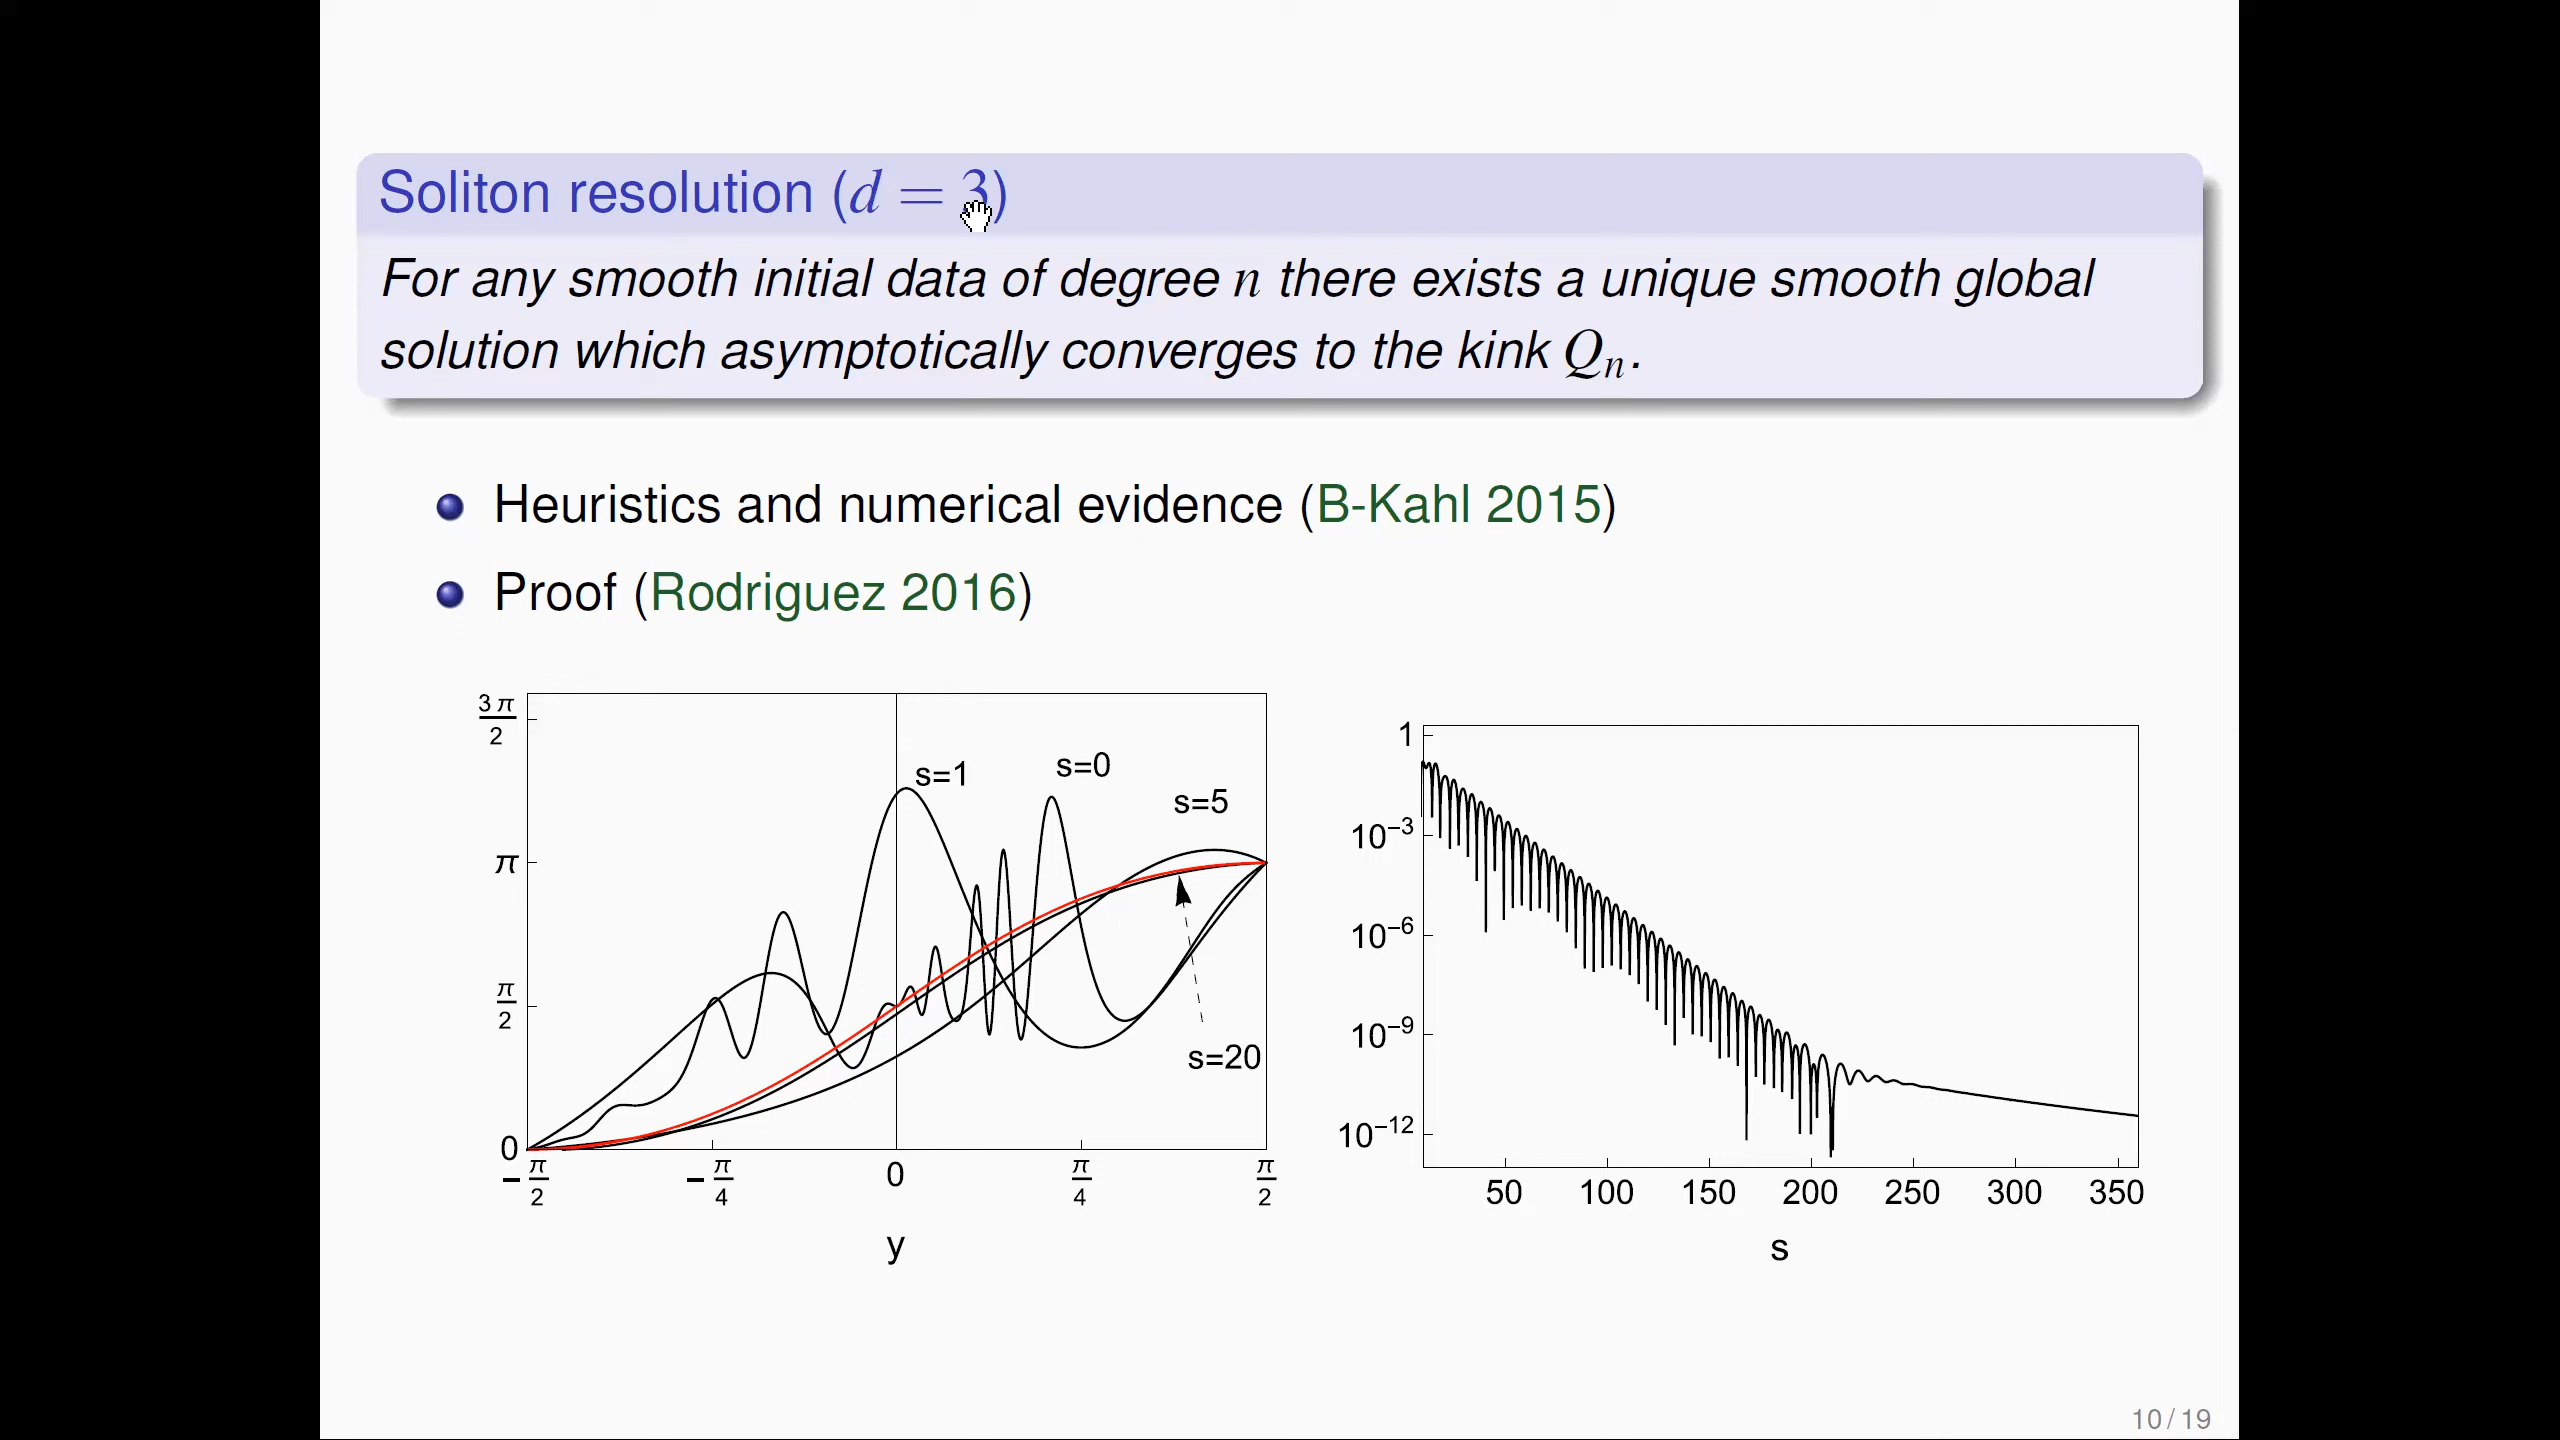 Soliton resolution (d = 3)
For any smooth initial data of degree n there exists a unique smooth global
solution which asymptotically converges to the kink Qₙ.
Heuristics and numerical evidence (B-Kahl 2015)
Proof (Rodriguez 2016)
3 π
2
π
π
2
0
s=1
s=0
s=5
s=20
− π
2
− π
4
0
π
4
π
2
y
1
10⁻³
10⁻⁶
10⁻⁹
10⁻¹²
50 100 150 200 250 300 350
s
10 / 19